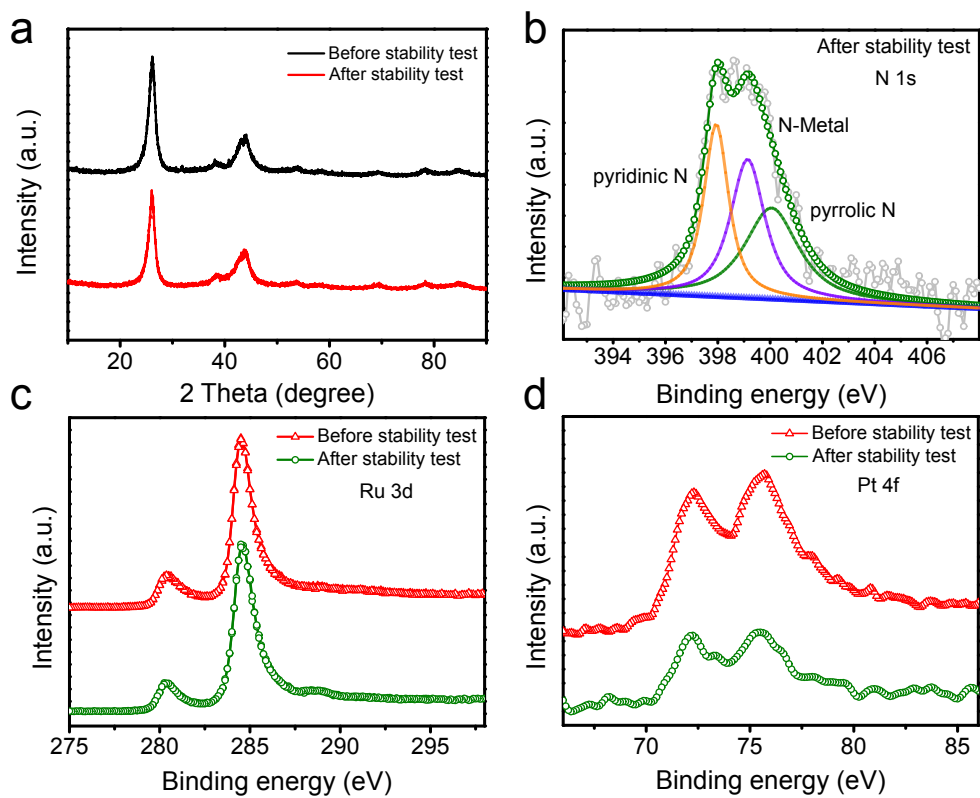 a
Before stability test
After stability test
Intensity (a.u.)
20 40 60 80
2 Theta (degree)
b
After stability test
N 1s
N-Metal
pyridinic N
pyrrolic N
Intensity (a.u.)
394 396 398 400 402 404 406
Binding energy (eV)
c
Before stability test
After stability test
Ru 3d
Intensity (a.u.)
275 280 285 290 295
Binding energy (eV)
d
Before stability test
After stability test
Pt 4f
Intensity (a.u.)
70 75 80 85
Binding energy (eV)